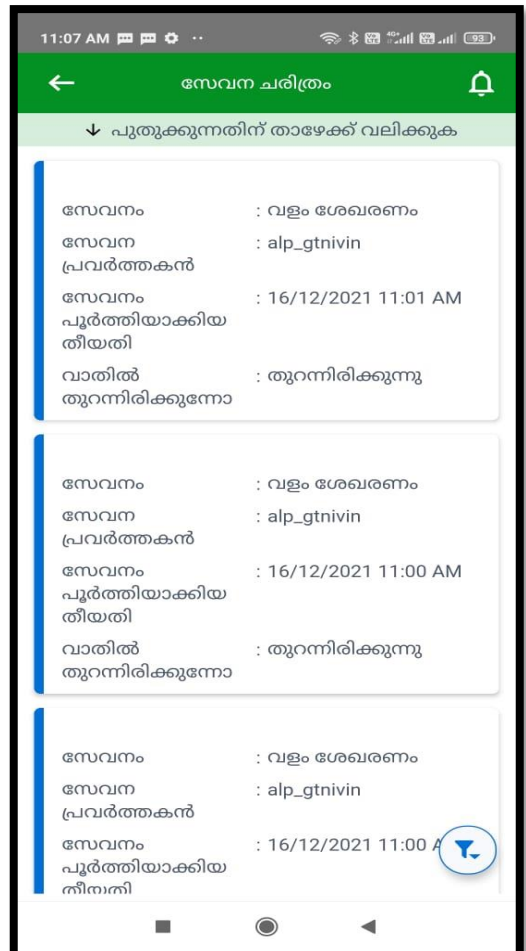 11:07 AM
93
സേവന ചരിത്രം
↓ പുതുക്കുന്നതിന് താഴേക്ക് വലിക്കുക
സേവനം : വളം ശേഖരണം
സേവന : alp_gtnivin
പ്രവർത്തകൻ
സേവനം : 16/12/2021 11:01 AM
പൂർത്തിയാക്കിയ
തീയതി
വാതിൽ : തുറന്നിരിക്കുന്നു
തുറന്നിരിക്കുന്നോ
സേവനം : വളം ശേഖരണം
സേവന : alp_gtnivin
പ്രവർത്തകൻ
സേവനം : 16/12/2021 11:00 AM
പൂർത്തിയാക്കിയ
തീയതി
വാതിൽ : തുറന്നിരിക്കുന്നു
തുറന്നിരിക്കുന്നോ
സേവനം : വളം ശേഖരണം
സേവന : alp_gtnivin
പ്രവർത്തകൻ
സേവനം : 16/12/2021 11:00 A
പൂർത്തിയാക്കിയ
തീയതി